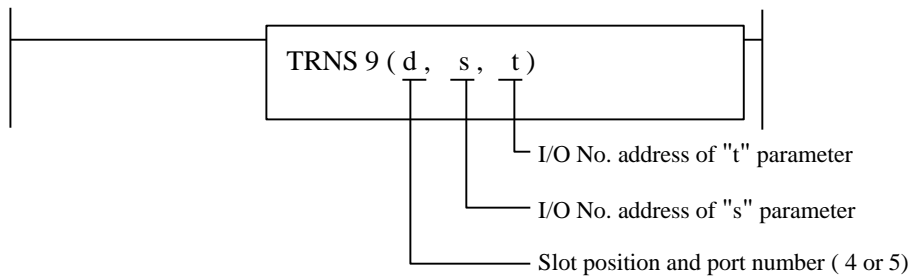 TRNS 9 ( d , s , t )
I/O No. address of "t" parameter
I/O No. address of "s" parameter
Slot position and port number ( 4 or 5)